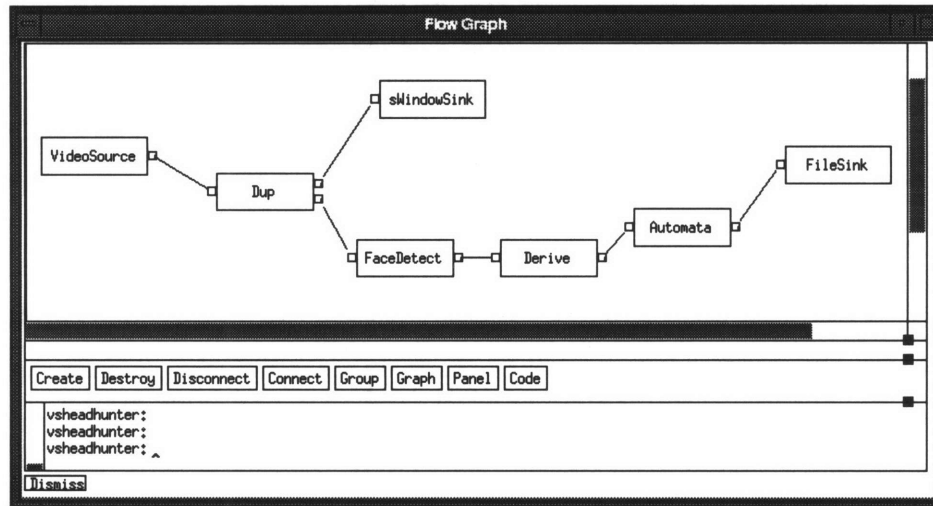 Flow Graph
sWindowSink
VideoSource
FileSink
Dup
Automata
FaceDetect
Derive
Create Destroy Disconnect Connect Group Graph Panel Code
vsheadhunter:
vsheadhunter:
vsheadhunter: ^
Dismiss